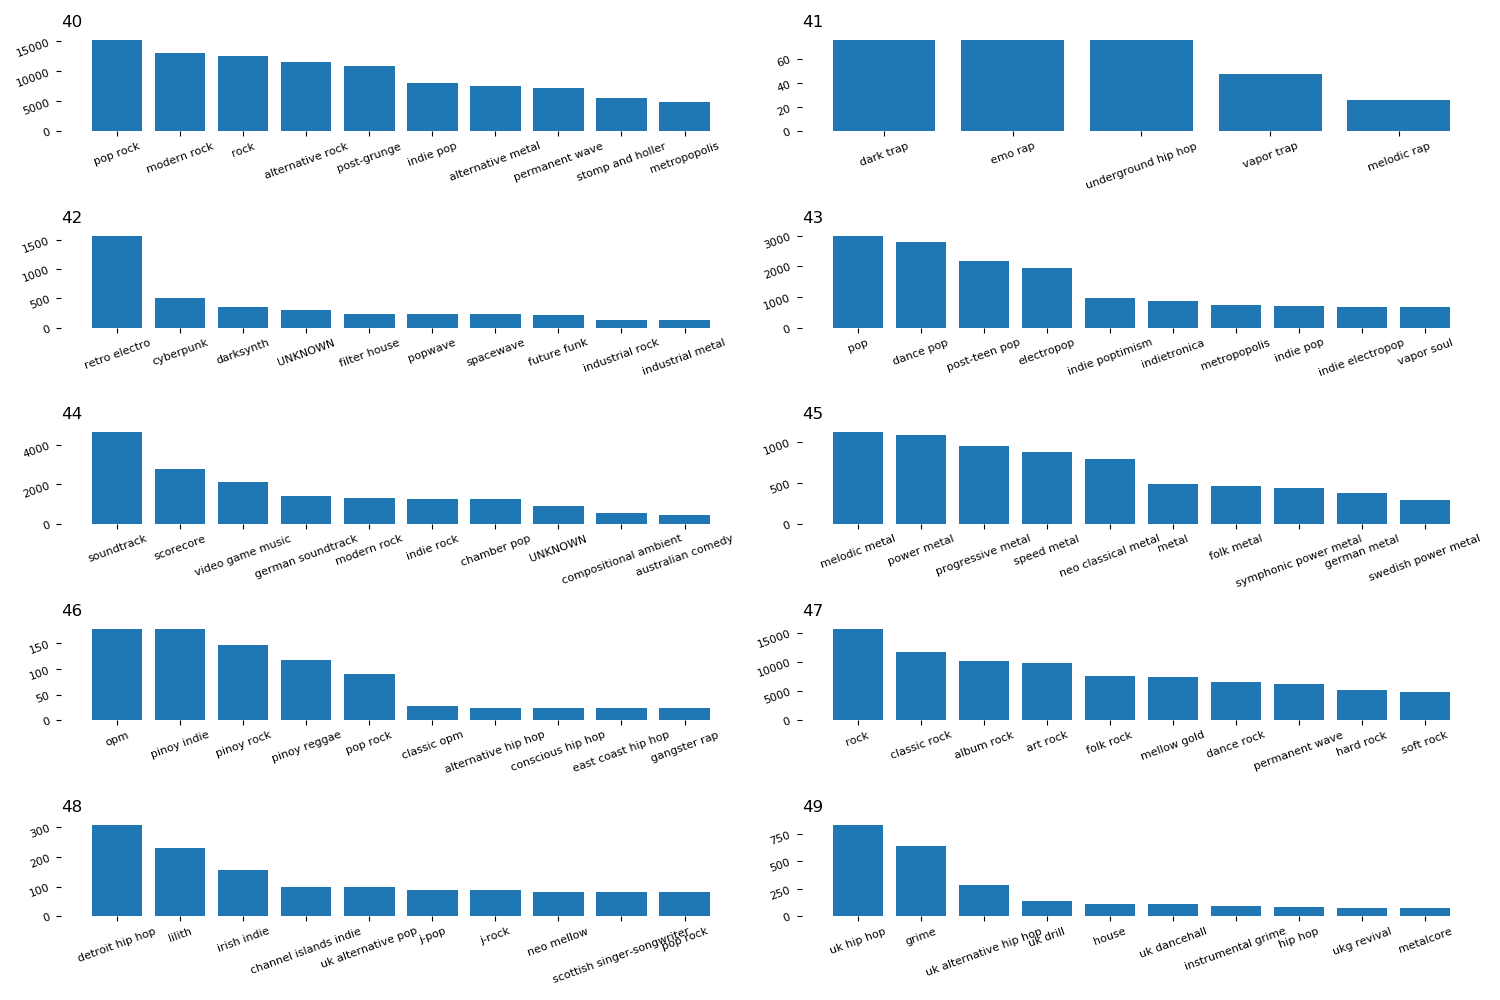 40
15000
10000
5000
0
pop rock
modern rock
rock
alternative rock
post-grunge
indie pop
alternative metal
permanent wave
stomp and holler
metropopolis
41
60
40
20
0
dark trap
emo rap
underground hip hop
vapor trap
melodic rap
42
1500
1000
500
0
retro electro
cyberpunk
darksynth
UNKNOWN
filter house
popwave
spacewave
future funk
industrial rock
industrial metal
43
3000
2000
1000
0
pop
dance pop
post-teen pop
electropop
indie poptimism
indietronica
metropopolis
indie pop
indie electropop
vapor soul
44
4000
2000
0
soundtrack
scorecore
video game music
german soundtrack
modern rock
indie rock
chamber pop
UNKNOWN
compositional ambient
australian comedy
45
1000
500
0
melodic metal
power metal
progressive metal
speed metal
neo classical metal
metal
folk metal
symphonic power metal
german metal
swedish power metal
46
150
100
50
0
opm
pinoy indie
pinoy rock
pinoy reggae
pop rock
classic opm
alternative hip hop
conscious hip hop
east coast hip hop
gangster rap
47
15000
10000
5000
0
rock
classic rock
album rock
art rock
folk rock
mellow gold
dance rock
permanent wave
hard rock
soft rock
48
300
200
100
0
detroit hip hop
lilith
irish indie
channel islands indie
uk alternative pop
j-pop
j-rock
neo mellow
scottish singer-songwriter
pop rock
49
750
500
250
0
uk hip hop
grime
uk alternative hip hop
uk drill
house
uk dancehall
instrumental grime
hip hop
ukg revival
metalcore